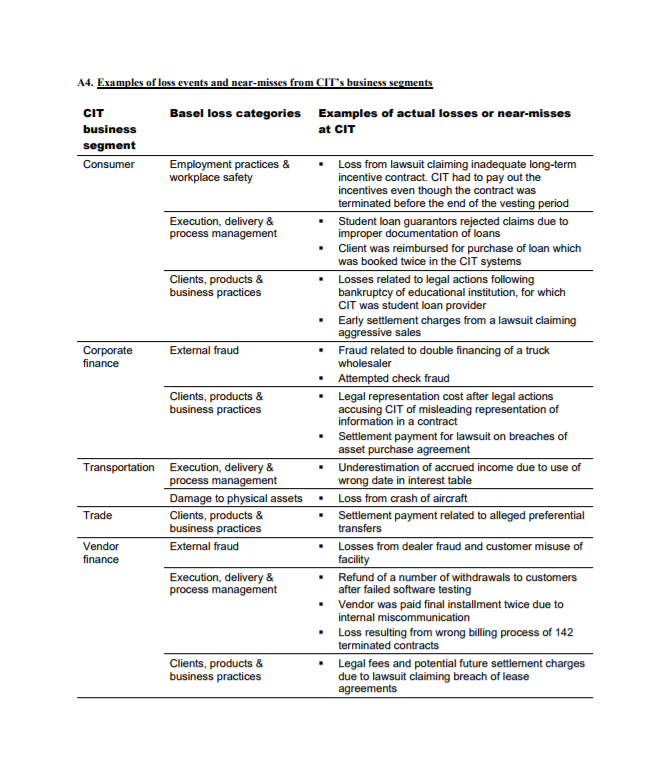 A4. Examples of loss events and near-misses from CIT's business segments
CIT business segment
Basel loss categories
Examples of actual losses or near-misses at CIT
Consumer
Employment practices &
workplace safety
▪ Loss from lawsuit claiming inadequate long-term
incentive contract. CIT had to pay out the
incentives even though the contract was
terminated before the end of the vesting period
Execution, delivery &
process management
▪ Student loan guarantors rejected claims due to
improper documentation of loans
▪ Client was reimbursed for purchase of loan which
was booked twice in the CIT systems
Clients, products &
business practices
▪ Losses related to legal actions following
bankruptcy of educational institution, for which
CIT was student loan provider
▪ Early settlement charges from a lawsuit claiming
aggressive sales
Corporate
finance
External fraud
▪ Fraud related to double financing of a truck
wholesaler
▪ Attempted check fraud
Clients, products &
business practices
▪ Legal representation cost after legal actions
accusing CIT of misleading representation of
information in a contract
▪ Settlement payment for lawsuit on breaches of
asset purchase agreement
Transportation
Execution, delivery &
process management
▪ Underestimation of accrued income due to use of
wrong date in interest table
Damage to physical assets
▪ Loss from crash of aircraft
Trade
Clients, products &
business practices
▪ Settlement payment related to alleged preferential
transfers
Vendor
finance
External fraud
▪ Losses from dealer fraud and customer misuse of
facility
Execution, delivery &
process management
▪ Refund of a number of withdrawals to customers
after failed software testing
▪ Vendor was paid final installment twice due to
internal miscommunication
▪ Loss resulting from wrong billing process of 142
terminated contracts
Clients, products &
business practices
▪ Legal fees and potential future settlement charges
due to lawsuit claiming breach of lease
agreements